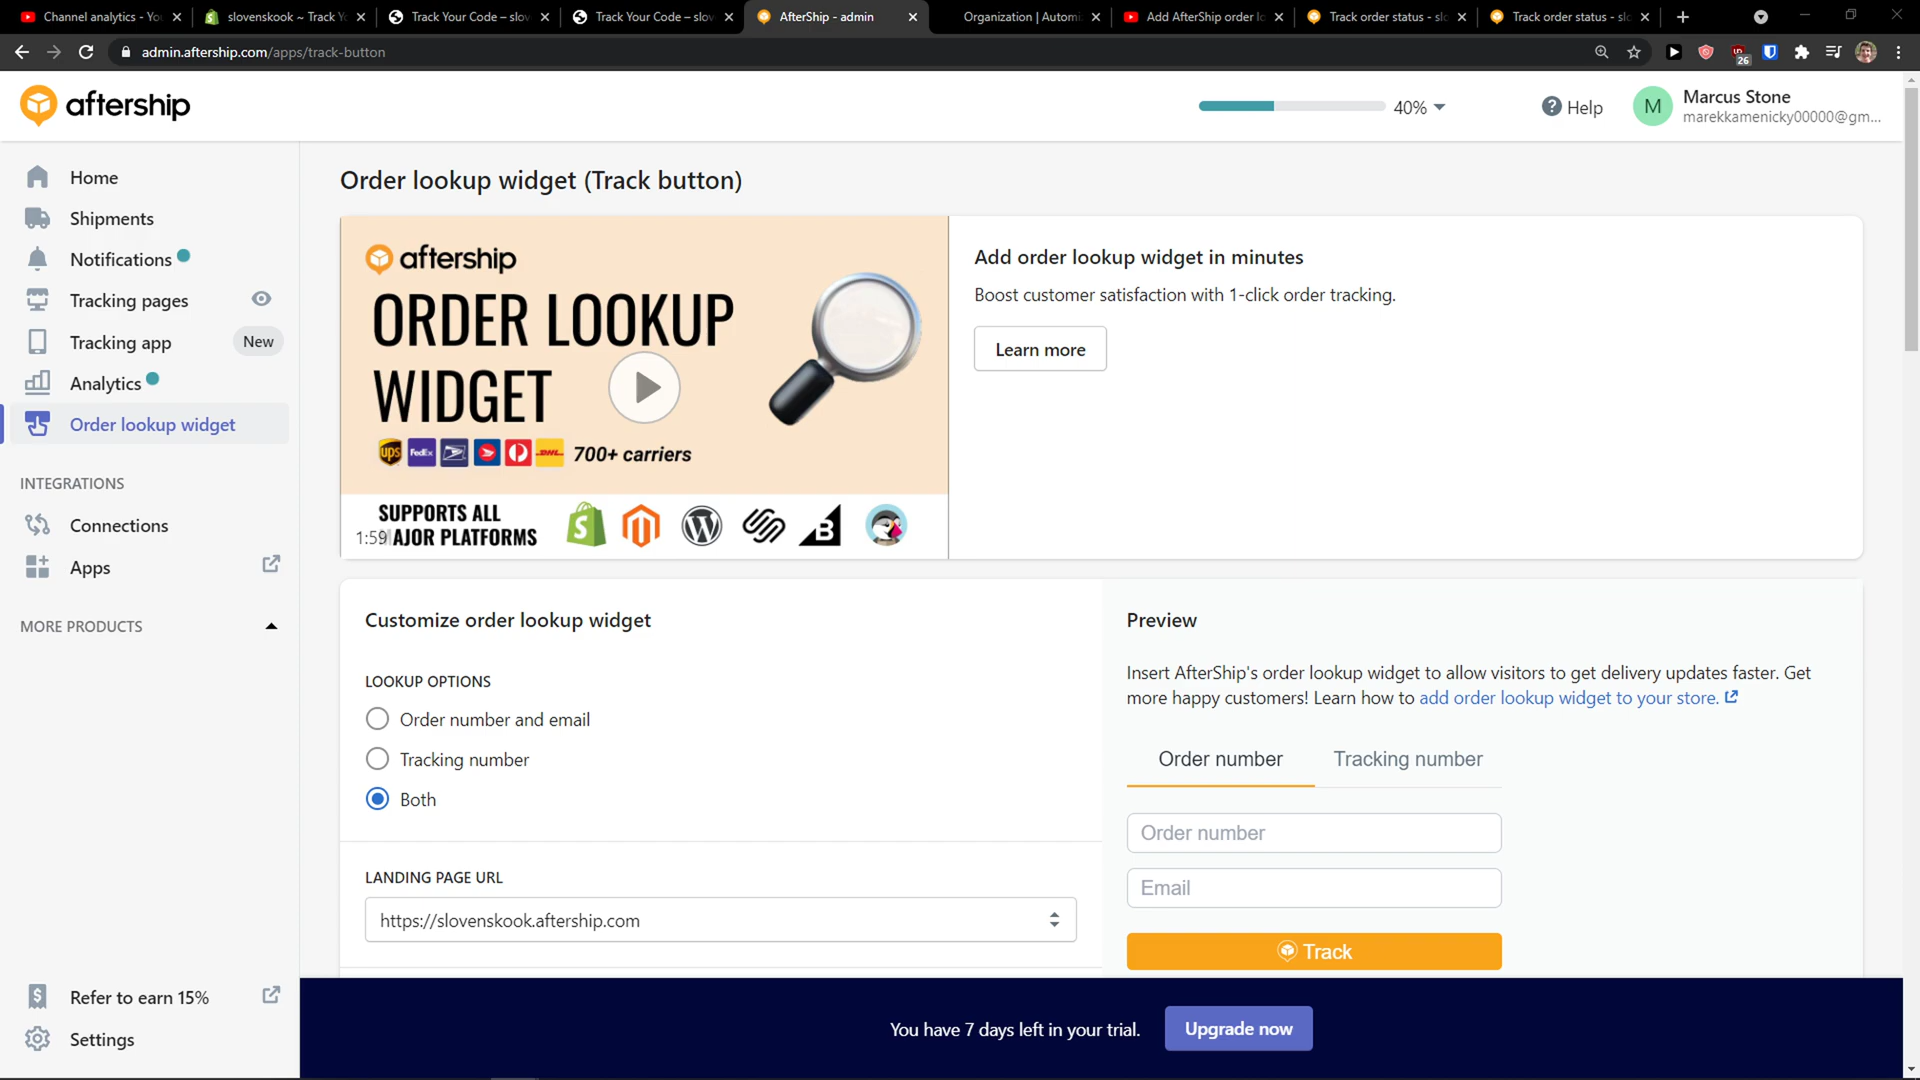 Channel analytics - You
slovenskook ~ Track Yo
Track Your Code – slov
Track Your Code – slov
AfterShip - admin
Organization | Automi
Add AfterShip order lo
Track order status - slo
Track order status - slo
admin.aftership.com/apps/track-button
26
aftership
40%
? Help
M
Marcus Stone
marekkamenicky00000@gm...
Home
Shipments
Notifications
Tracking pages
Tracking app New
Analytics
Order lookup widget
INTEGRATIONS
Connections
Apps
MORE PRODUCTS
Refer to earn 15%
Settings
Order lookup widget (Track button)
aftership
ORDER LOOKUP
WIDGET
ups FedEx DHL 700+ carriers
SUPPORTS ALL
1:59 AJOR PLATFORMS
Add order lookup widget in minutes
Boost customer satisfaction with 1-click order tracking.
Learn more
Customize order lookup widget
LOOKUP OPTIONS
Order number and email
Tracking number
Both
LANDING PAGE URL
https://slovenskook.aftership.com
Preview
Insert AfterShip's order lookup widget to allow visitors to get delivery updates faster. Get
more happy customers! Learn how to add order lookup widget to your store.
Order number Tracking number
Order number
Email
Track
You have 7 days left in your trial. Upgrade now